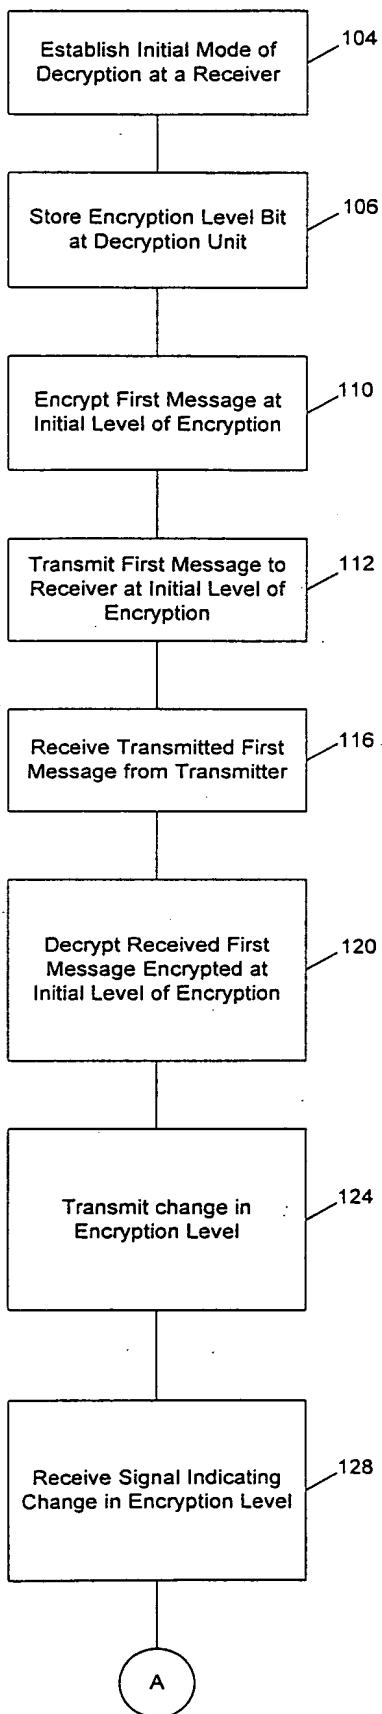 Establish Initial Mode of
Decryption at a Receiver
104
Store Encryption Level Bit
at Decryption Unit
106
Encrypt First Message at
Initial Level of Encryption
110
Transmit First Message to
Receiver at Initial Level of
Encryption
112
Receive Transmitted First
Message from Transmitter
116
Decrypt Received First
Message Encrypted at
Initial Level of Encryption
120
Transmit change in
Encryption Level
124
Receive Signal Indicating
Change in Encryption Level
128
A